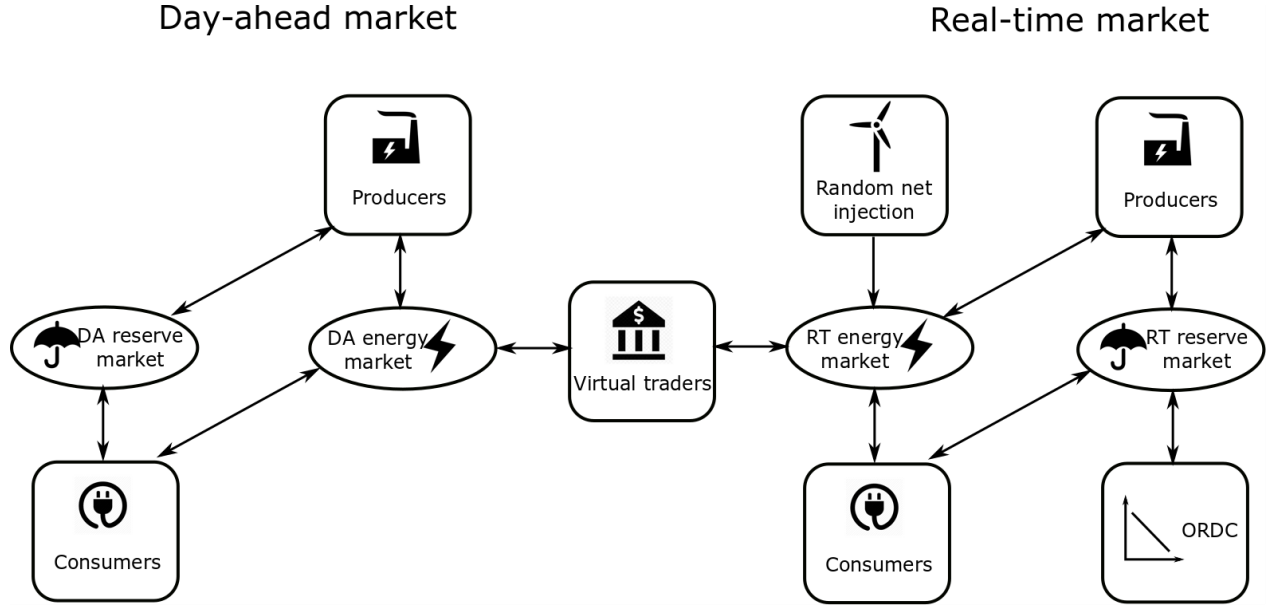 Day-ahead market
Real-time market
Producers
Random net
injection
Producers
DA reserve
market
DA energy
market
$
Virtual traders
RT energy
market
RT reserve
market
Consumers
Consumers
ORDC